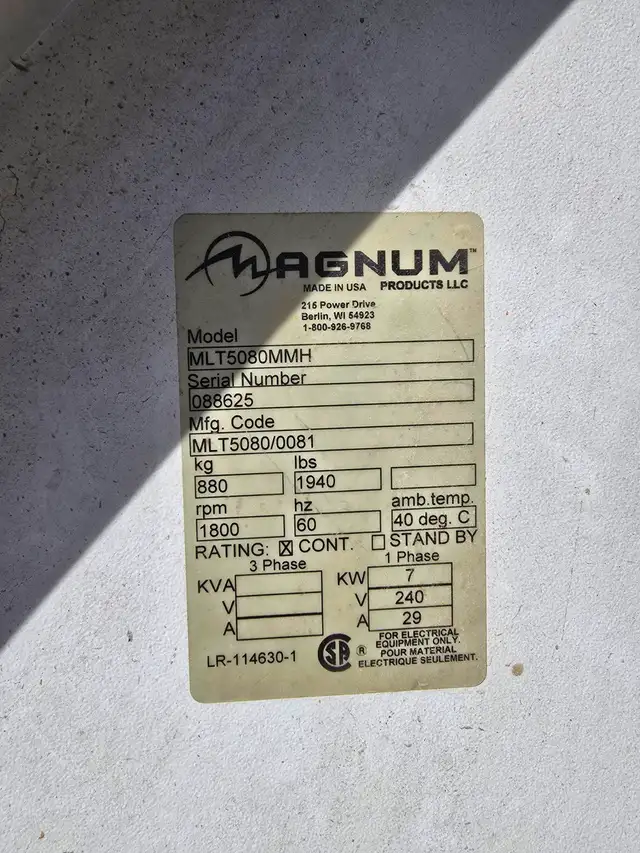 MAGNUM™
MADE IN USA PRODUCTS LLC
215 Power Drive
Berlin, WI 54923
1-800-926-9768
Model
MLT5080MMH
Serial Number
088625
Mfg. Code
MLT5080/0081
kg lbs
880 1940
rpm hz amb.temp.
1800 60 40 deg. C
RATING: ☒ CONT. ☐ STAND BY
3 Phase 1 Phase
KVA KW 7
V V 240
A A 29
FOR ELECTRICAL
EQUIPMENT ONLY.
POUR MATERIAL
ELECTRIQUE SEULEMENT.
LR-114630-1 SA ®